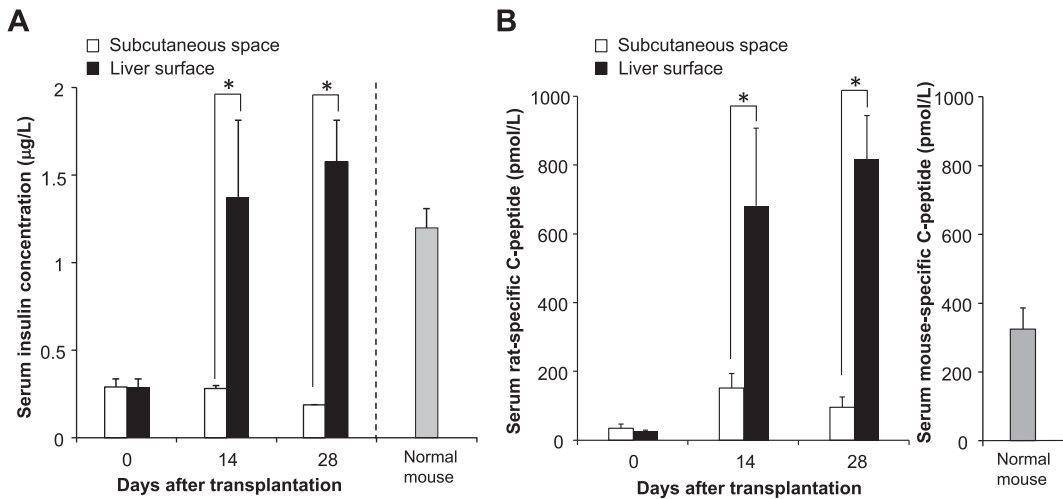 A
Subcutaneous space
Liver surface
Serum insulin concentration (μg/L)
2
1.5
1
0.5
0
*
*
0
14
28
Normal
mouse
Days after transplantation
B
Subcutaneous space
Liver surface
Serum rat-specific C-peptide (pmol/L)
1000
800
600
400
200
0
*
*
0
14
28
Days after transplantation
Serum mouse-specific C-peptide (pmol/L)
1000
800
600
400
200
0
Normal
mouse